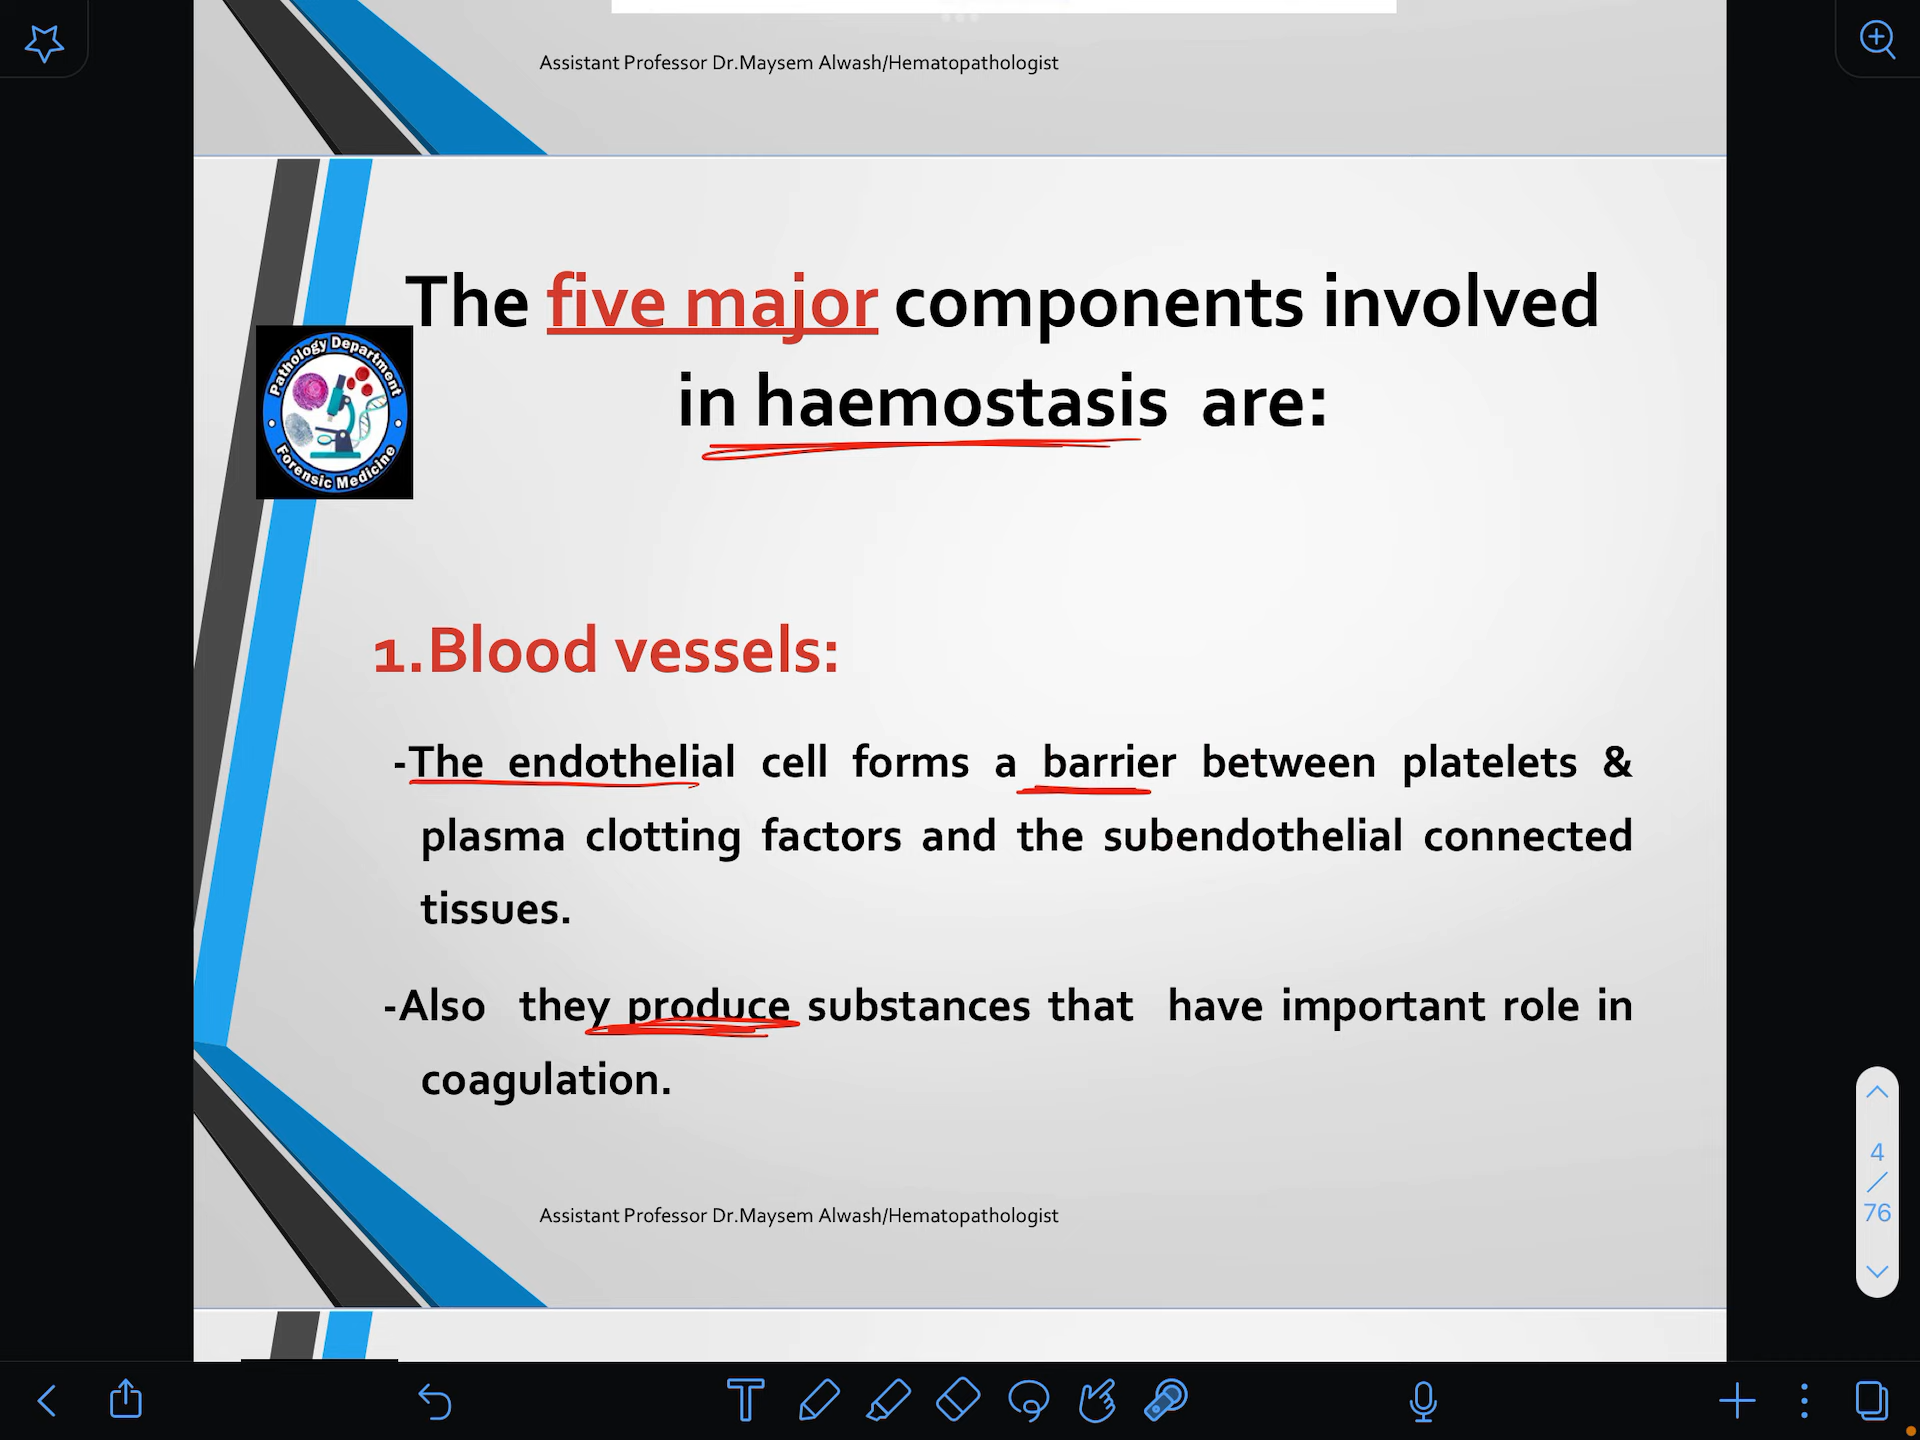 Assistant Professor Dr.Maysem Alwash/Hematopathologist
The five major components involved
in haemostasis are:
Pathology Department
Forensic Medicine
1.Blood vessels:
-The endothelial cell forms a barrier between platelets &
plasma clotting factors and the subendothelial connected
tissues.
-Also they produce substances that have important role in
coagulation.
Assistant Professor Dr.Maysem Alwash/Hematopathologist
4
/
76